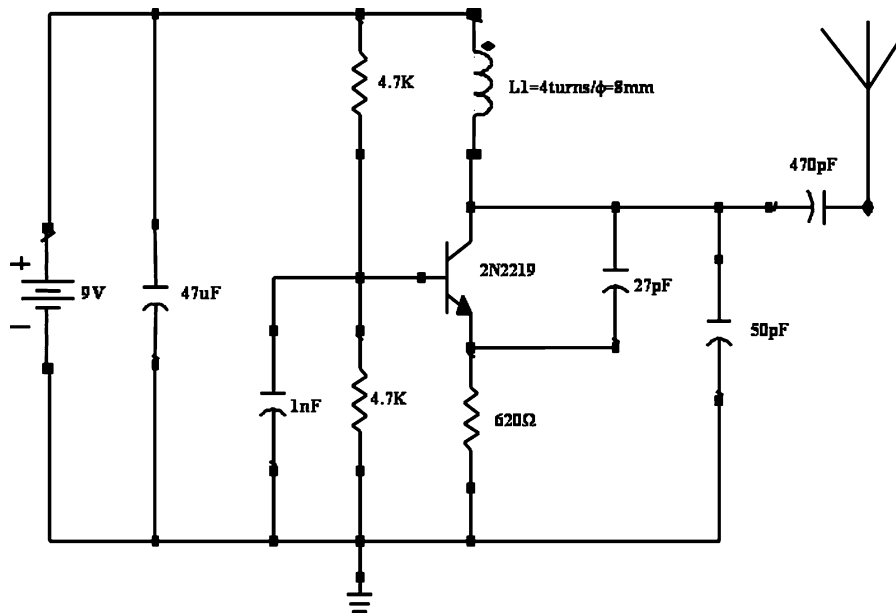 4.7K
L1=4turns/ϕ=8mm
470pF
+
9V
−
47uF
2N2219
27pF
50pF
1nF
4.7K
620Ω